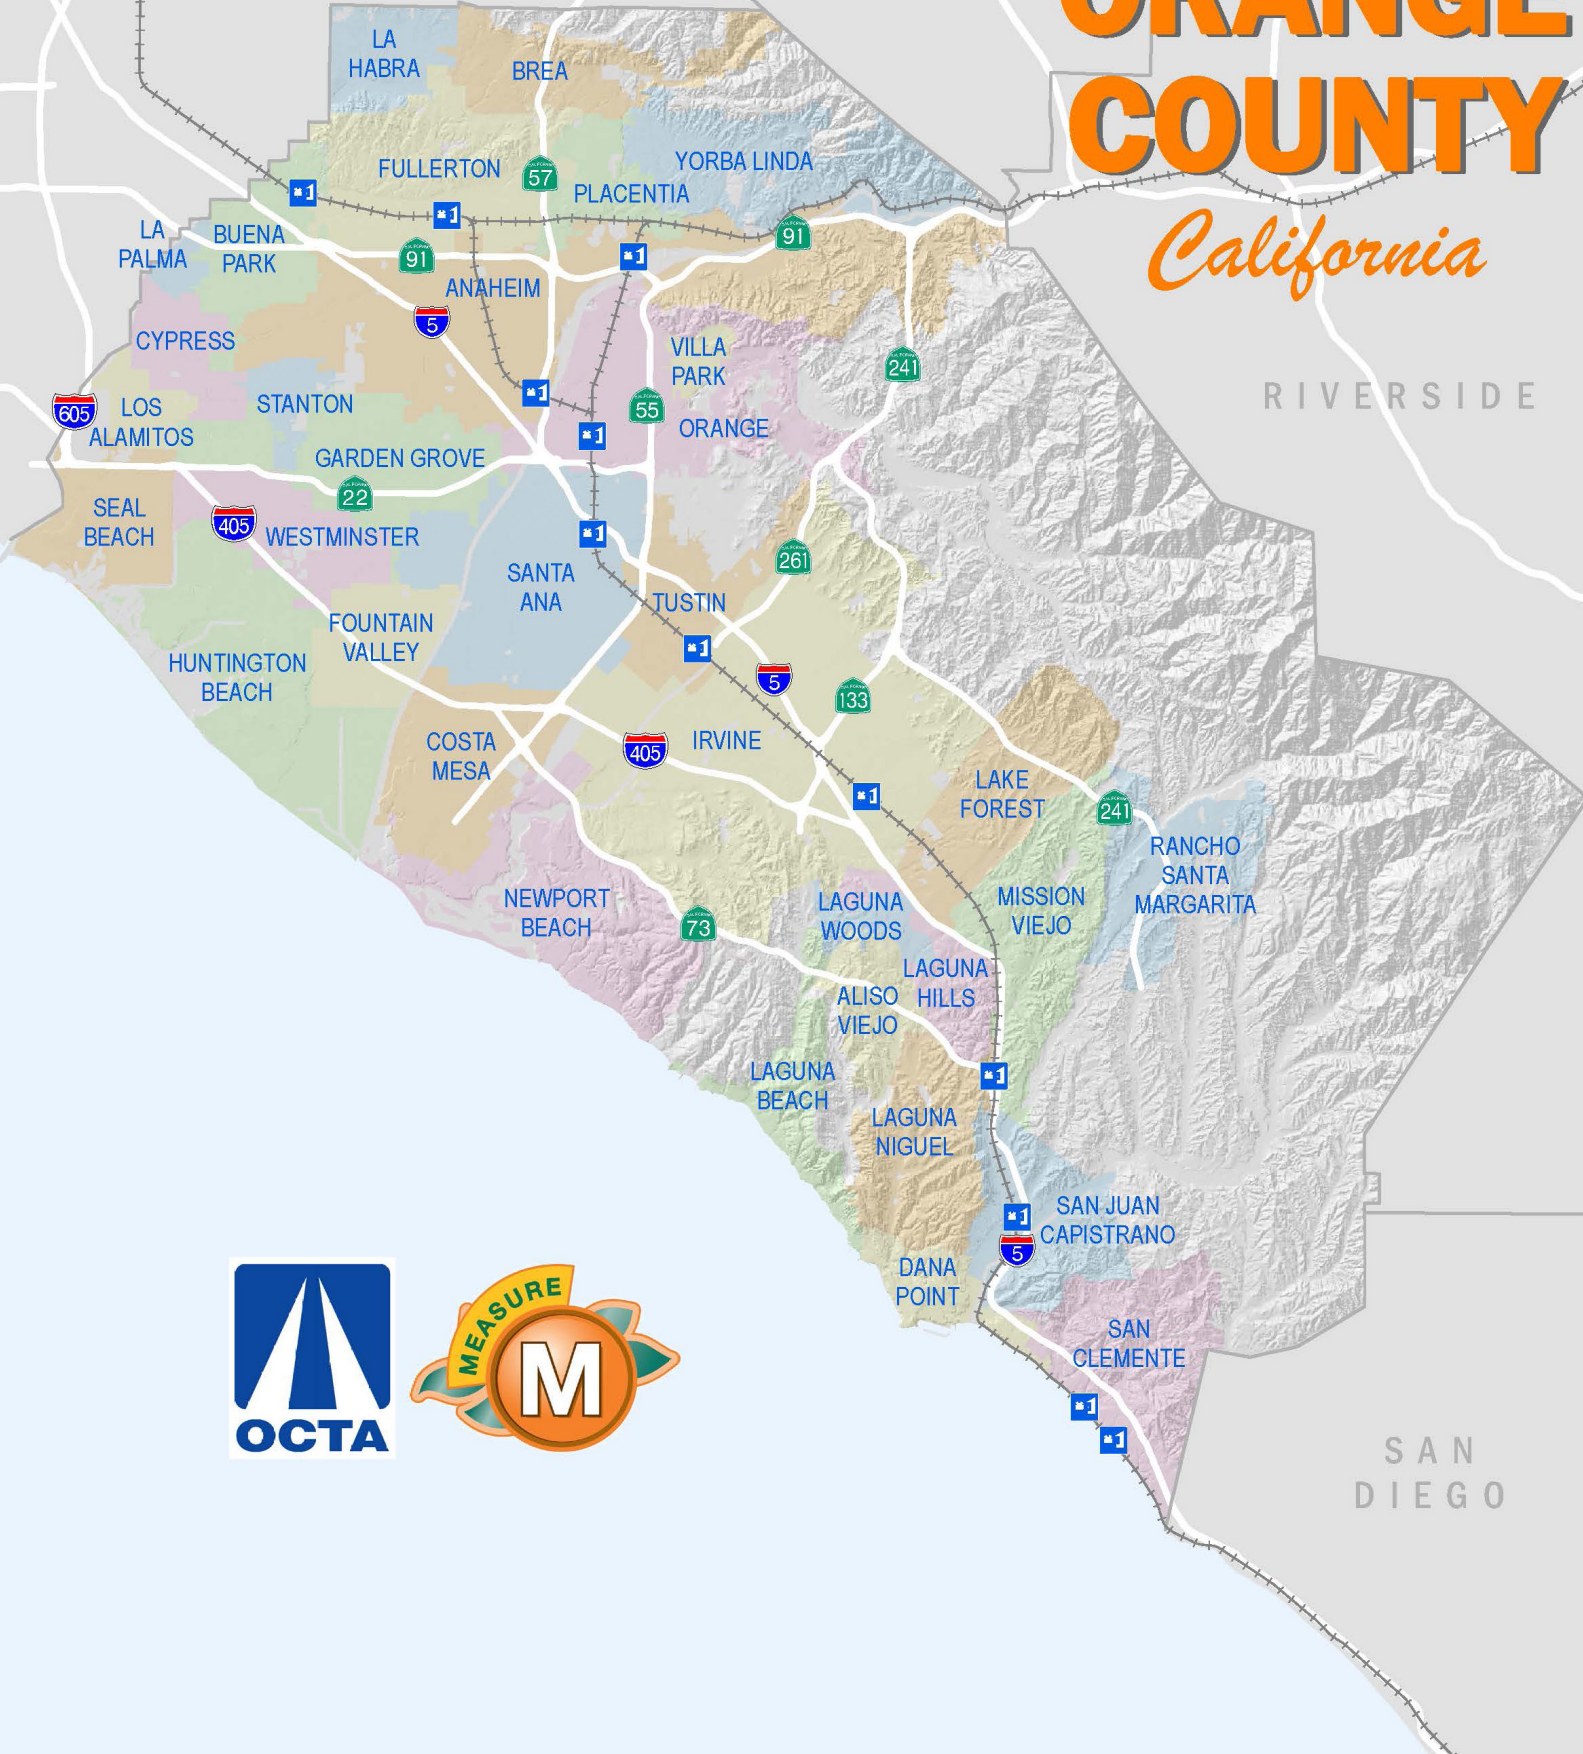 ORANGE
COUNTY
California
LA
HABRA
BREA
FULLERTON
57
YORBA LINDA
PLACENTIA
LA
PALMA
BUENA
PARK
91
91
ANAHEIM
5
CYPRESS
VILLA
PARK
241
RIVERSIDE
605
LOS
ALAMITOS
STANTON
55
ORANGE
GARDEN GROVE
22
SEAL
BEACH
405
WESTMINSTER
261
SANTA
ANA
TUSTIN
FOUNTAIN
VALLEY
HUNTINGTON
BEACH
5
133
COSTA
MESA
405
IRVINE
LAKE
FOREST
241
RANCHO
SANTA
MARGARITA
NEWPORT
BEACH
73
LAGUNA
WOODS
MISSION
VIEJO
LAGUNA
HILLS
ALISO
VIEJO
LAGUNA
BEACH
LAGUNA
NIGUEL
SAN JUAN
CAPISTRANO
5
DANA
POINT
SAN
CLEMENTE
OCTA
MEASURE
M
SAN
DIEGO